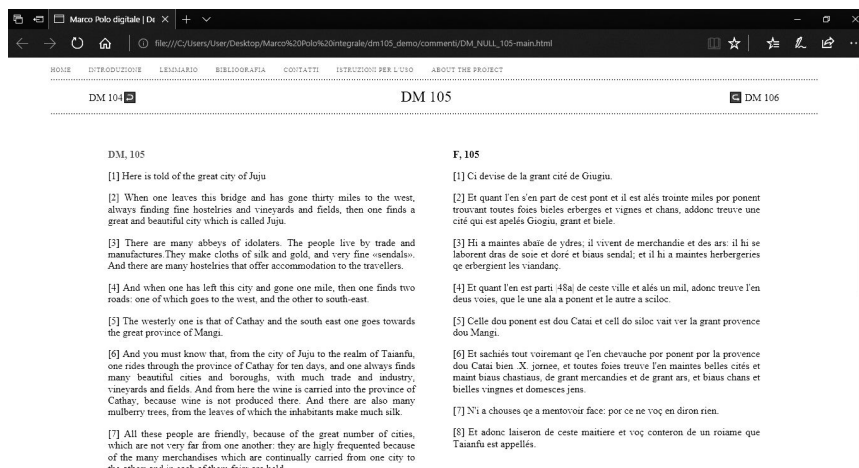 Marco Polo digitale | Da
file:///C:/Users/User/Desktop/Marco%20Polo%20integrale/dm105_demo/commenti/DM_NULL_105-main.html
HOME INTRODUZIONE LEMMARIO BIBLIOGRAFIA CONTATTI ISTRUZIONI PER L'USO ABOUT THE PROJECT
DM 104 DM 105 DM 106
DM, 105
[1] Here is told of the great city of Juju
[2] When one leaves this bridge and has gone thirty miles to the west,
always finding fine hostelries and vineyards and fields, then one finds a
great and beautiful city which is called Juju.
[3] There are many abbeys of idolaters. The people live by trade and
manufactures.They make cloths of silk and gold, and very fine «sendals».
And there are many hostelries that offer accommodation to the travellers.
[4] And when one has left this city and gone one mile, then one finds two
roads: one of which goes to the west, and the other to south-east.
[5] The westerly one is that of Cathay and the south east one goes towards
the great province of Mangi.
[6] And you must know that, from the city of Juju to the realm of Taianfu,
one rides through the province of Cathay for ten days, and one always finds
many beautiful cities and boroughs, with much trade and industry,
vineyards and fields. And from here the wine is carried into the province of
Cathay, because wine is not produced there. And there are also many
mulberry trees, from the leaves of which the inhabitants make much silk.
[7] All these people are friendly, because of the great number of cities,
which are not very far from one another: they are higly frequented because
of the many merchandises which are continually carried from one city to
F, 105
[1] Ci devise de la grant cité de Giugiu.
[2] Et quant l'en s'en part de cest pont et il est alés trointe miles por ponent
trouvant toutes foies bieles erberges et vignes et chans, addonc treuve une
cité qui est apelés Giogiu, grant et biele.
[3] Hi a maintes abaïe de ydres; il vivent de merchandie et des ars: il hi se
laborent dras de soie et doré et biaus sendal; et il hi a maintes herbergeries
qe erbergient les viandanç.
[4] Et quant l'en est parti |48a| de ceste ville et alés un mil, adonc treuve l'en
deus voies, que le une ala a ponent et le autre a sciloc.
[5] Celle dou ponent est dou Catai et cell do siloc vait ver la grant provence
dou Mangi.
[6] Et sachiés tout voiremant qe l'en chevauche por ponent por la provence
dou Catai bien .X. jornee, et toutes foies treuve l'en maintes belles cités et
maint biaus chastiaus, de grant mercandies et de grant ars, et biaus chans et
bielles vingnes et domesces jens.
[7] N'i a chouses qe a mentovoir face: por ce ne voç en diron rien.
[8] Et adonc laiseron de ceste maitiere et voç conteron de un roiame que
Taianfu est appellés.